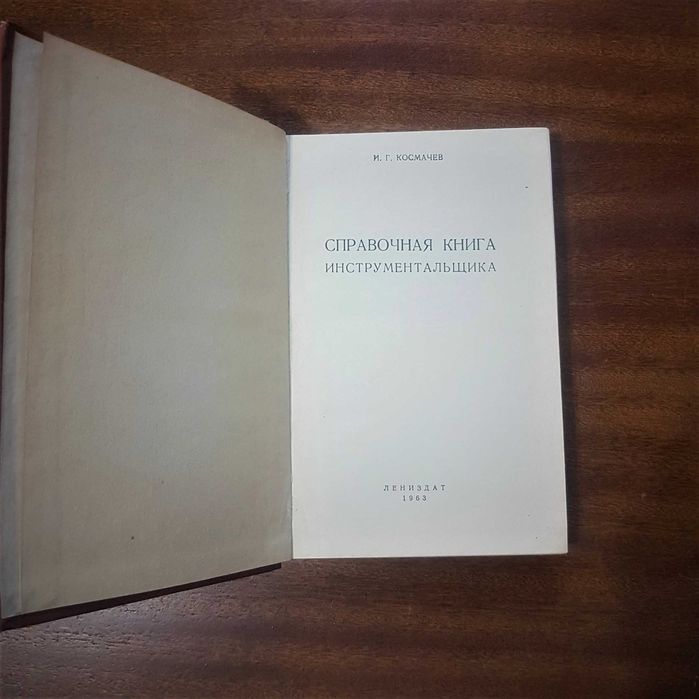 И. Г. КОСМАЧЕВ
СПРАВОЧНАЯ КНИГА
ИНСТРУМЕНТАЛЬЩИКА
ЛЕНИЗДАТ
1963